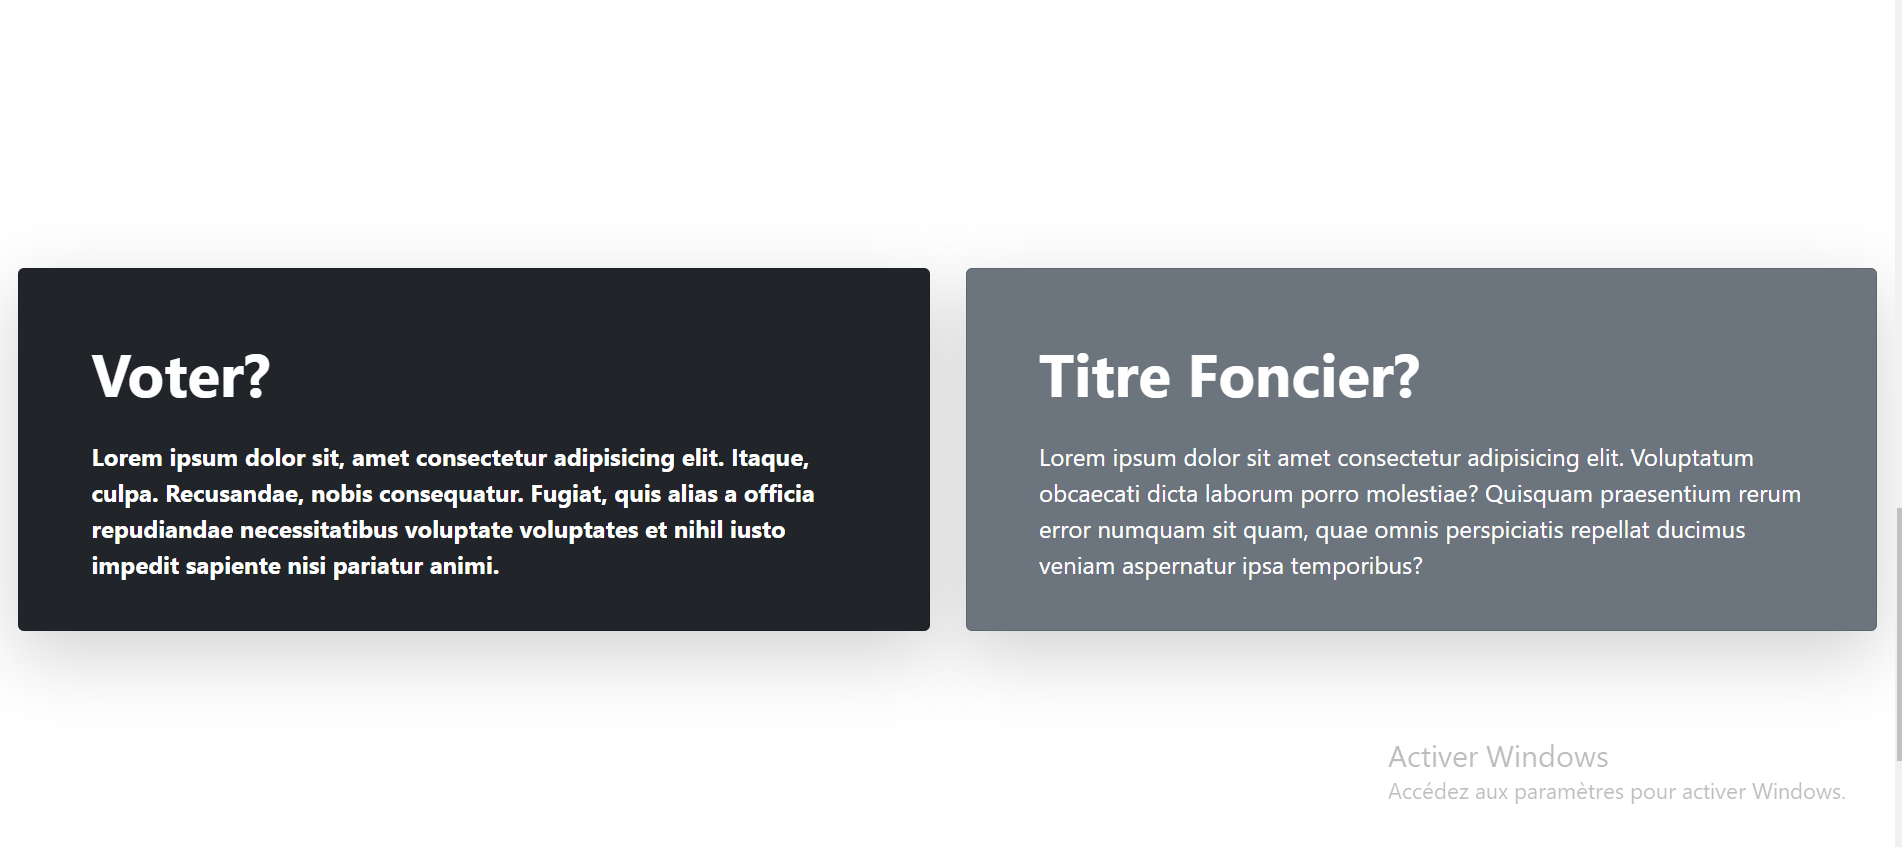 Voter?
Lorem ipsum dolor sit, amet consectetur adipisicing elit. Itaque,
culpa. Recusandae, nobis consequatur. Fugiat, quis alias a officia
repudiandae necessitatibus voluptate voluptates et nihil iusto
impedit sapiente nisi pariatur animi.
Titre Foncier?
Lorem ipsum dolor sit amet consectetur adipisicing elit. Voluptatum
obcaecati dicta laborum porro molestiae? Quisquam praesentium rerum
error numquam sit quam, quae omnis perspiciatis repellat ducimus
veniam aspernatur ipsa temporibus?
Activer Windows
Accédez aux paramètres pour activer Windows.